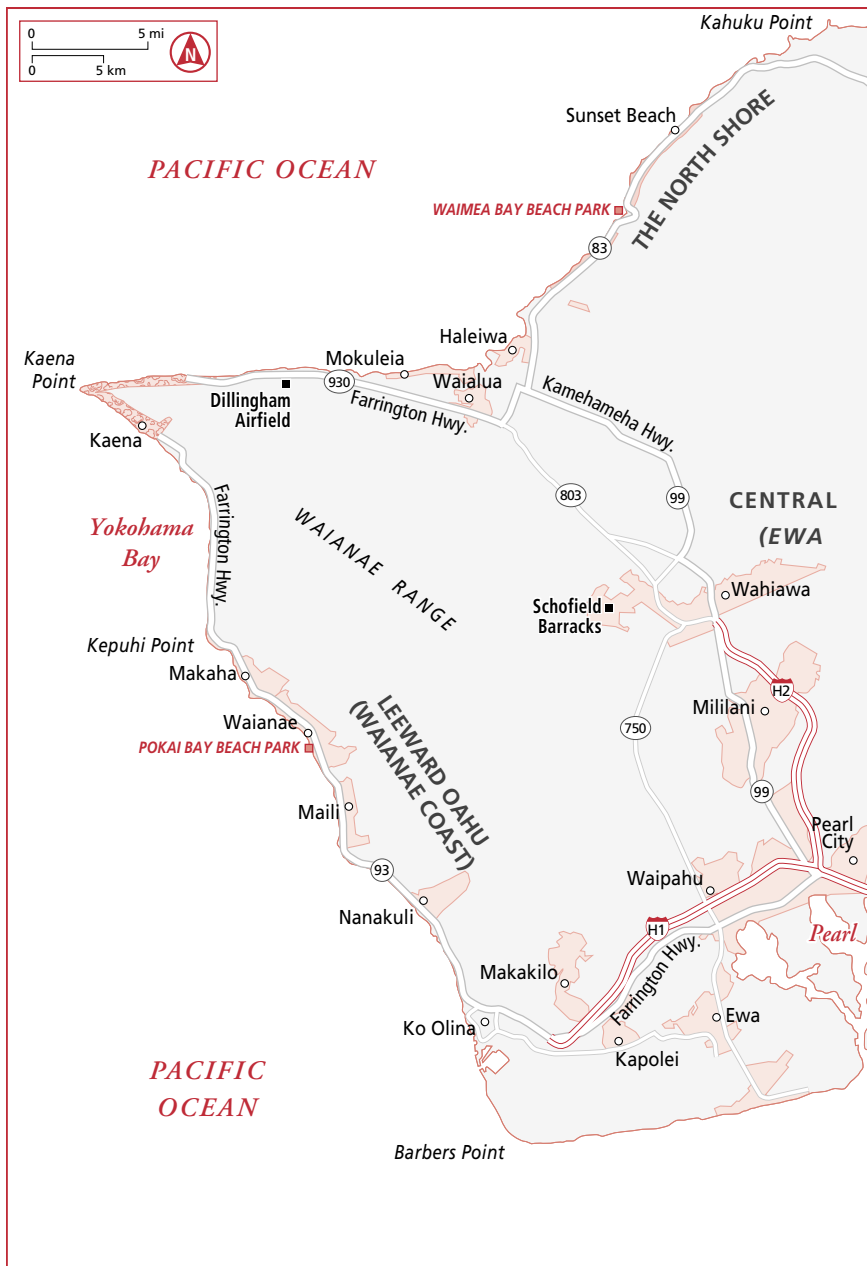 0 5 mi
0 5 km
N
Kahuku Point
Sunset Beach
PACIFIC OCEAN
THE NORTH SHORE
WAIMEA BAY BEACH PARK
83
Haleiwa
Kaena
Point
Mokuleia
930
Waialua
Dillingham
Airfield
Farrington Hwy.
Kamehameha Hwy.
Kaena
803
99
CENTRAL
(EWA
Farrington Hwy.
Yokohama
Bay
WAIANAE RANGE
Wahiawa
Schofield
Barracks
Kepuhi Point
Makaha
H2
Mililani
LEEWARD OAHU
(WAIANAE COAST)
Waianae
750
POKAI BAY BEACH PARK
Maili
99
Pearl
City
93
Waipahu
Nanakuli
H1
Pearl
Farrington Hwy.
Makakilo
Ko Olina
Ewa
Kapolei
PACIFIC
OCEAN
Barbers Point